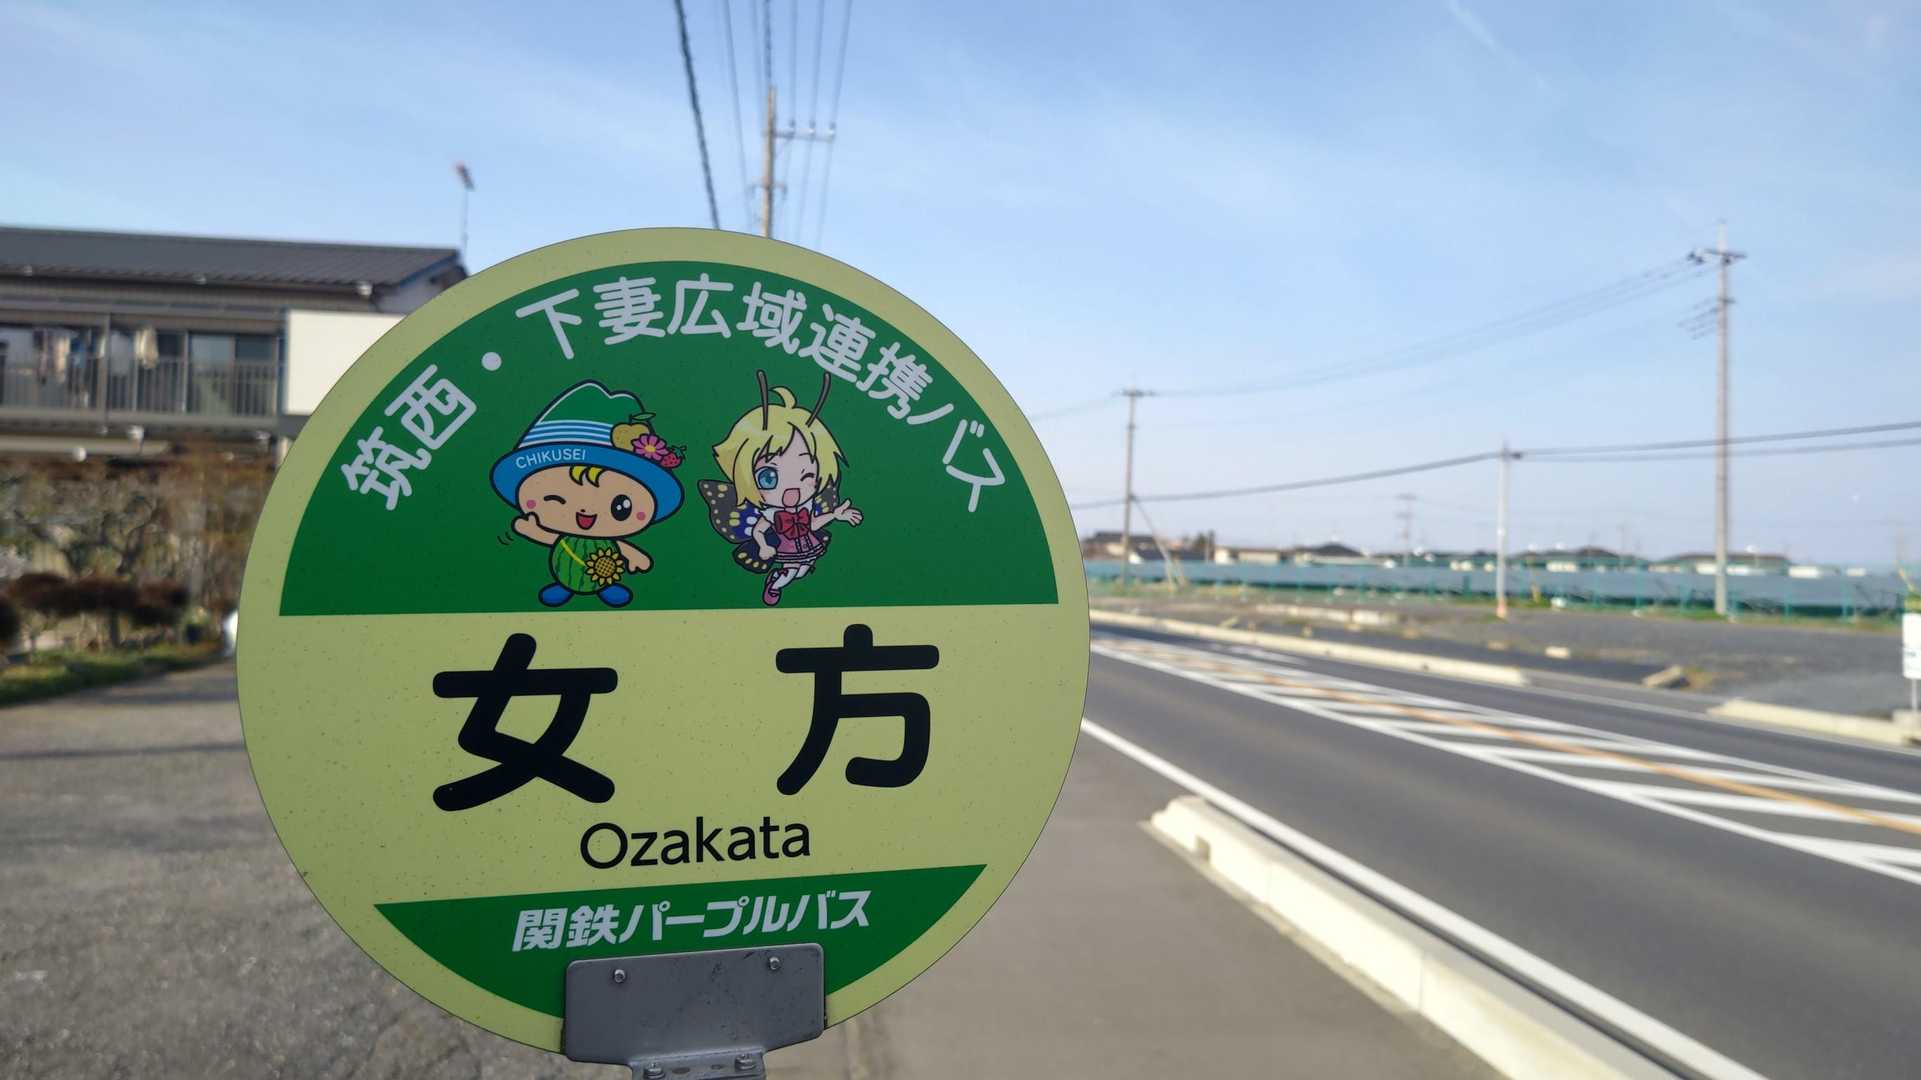 筑西・下妻広域連携バス
CHIKUSEI
女方
Ozakata
関鉄パープルバス